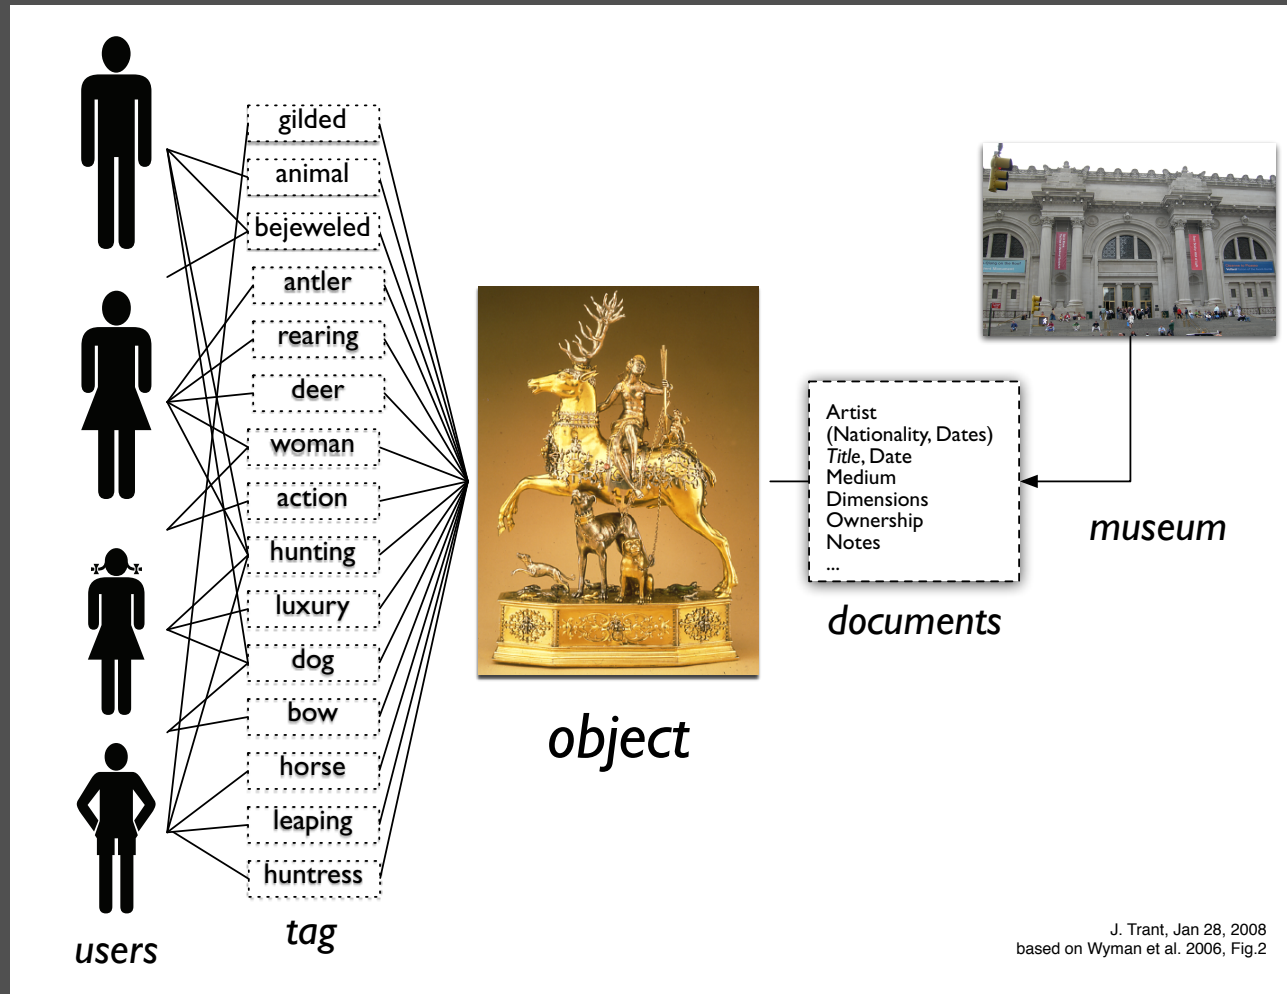 gilded
animal
bejeweled
antler
rearing
deer
woman
action
hunting
luxury
dog
bow
horse
leaping
huntress
users
tag
object
Artist
(Nationality, Dates)
Title, Date
Medium
Dimensions
Ownership
Notes
...
documents
museum
J. Trant, Jan 28, 2008
based on Wyman et al. 2006, Fig.2